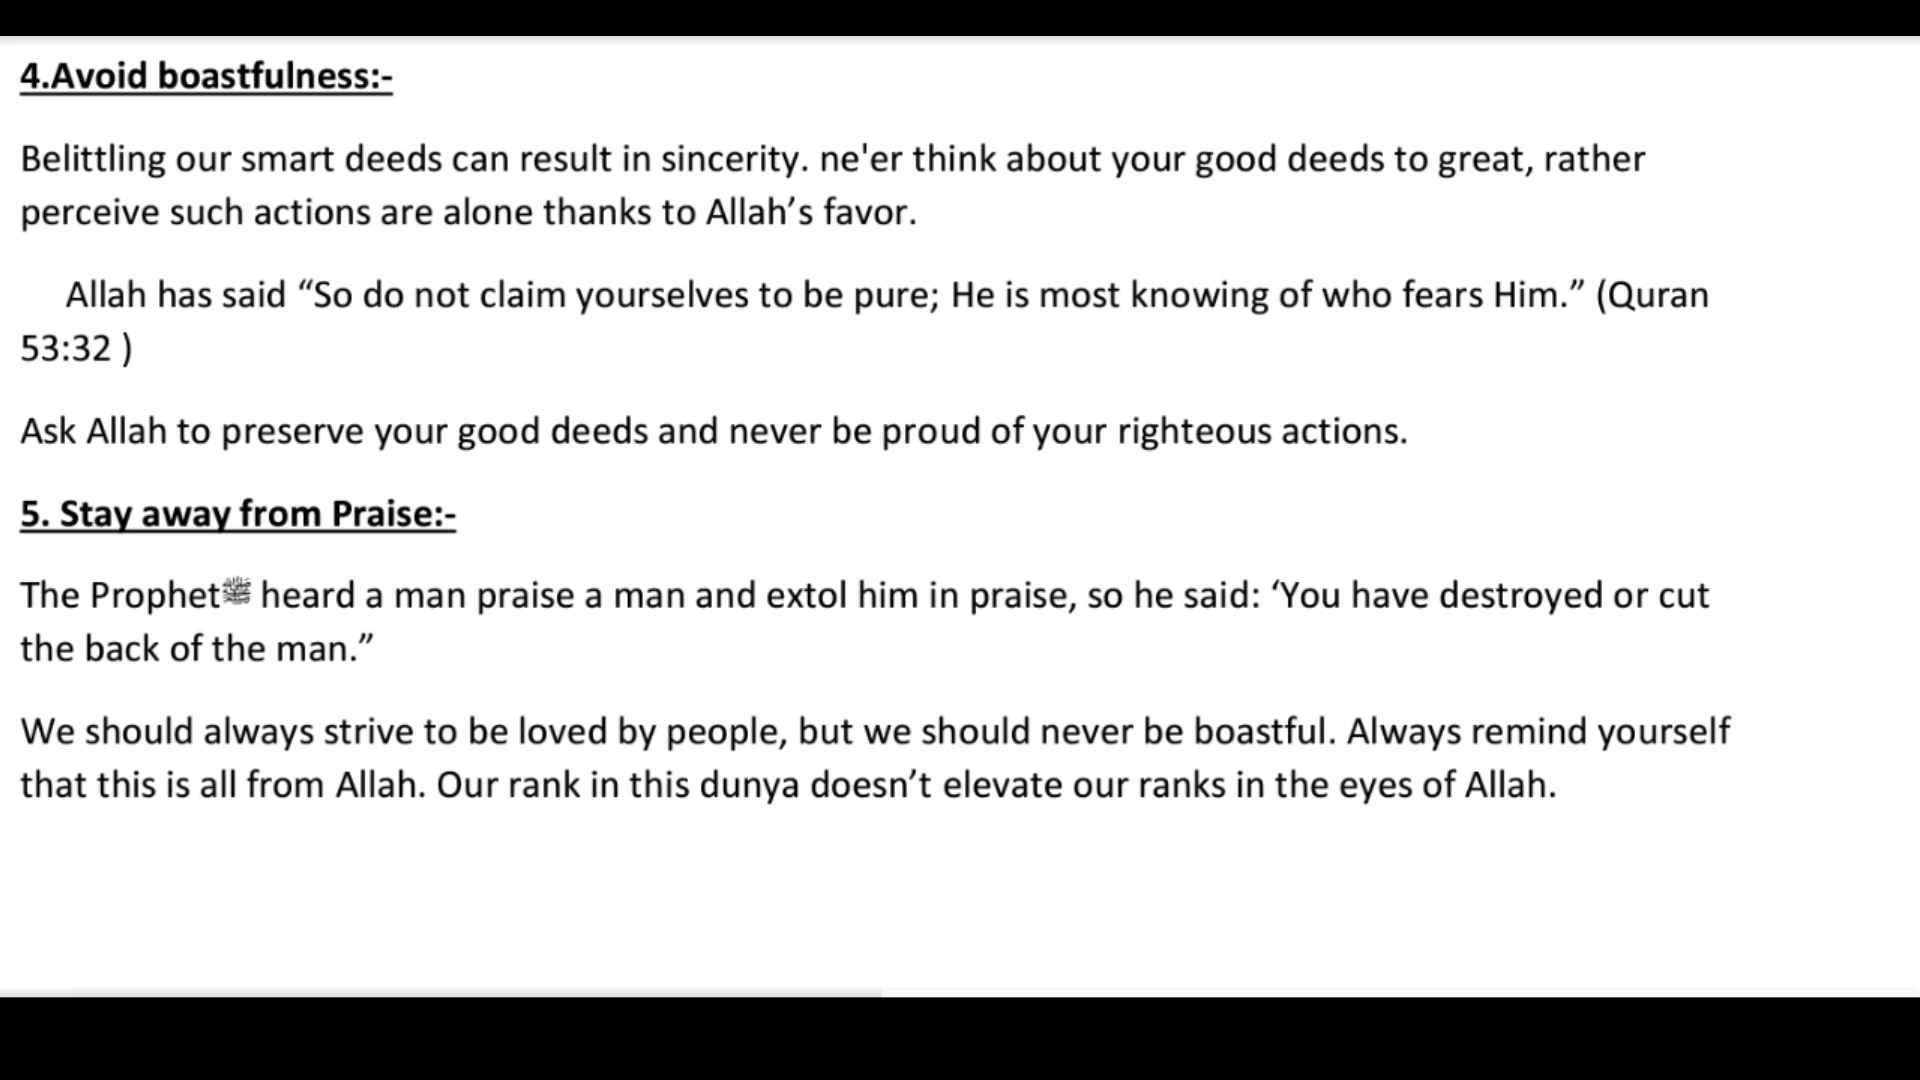 4.Avoid boastfulness:-
Belittling our smart deeds can result in sincerity. ne'er think about your good deeds to great, rather
perceive such actions are alone thanks to Allah’s favor.
Allah has said “So do not claim yourselves to be pure; He is most knowing of who fears Him.” (Quran
53:32 )
Ask Allah to preserve your good deeds and never be proud of your righteous actions.
5. Stay away from Praise:-
The Prophetﷺ heard a man praise a man and extol him in praise, so he said: ‘You have destroyed or cut
the back of the man.”
We should always strive to be loved by people, but we should never be boastful. Always remind yourself
that this is all from Allah. Our rank in this dunya doesn’t elevate our ranks in the eyes of Allah.